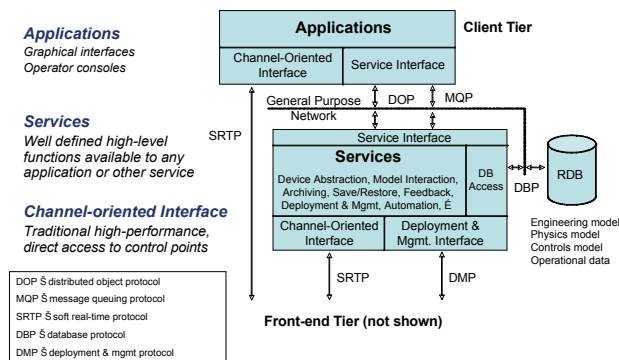 Applications
Graphical interfaces
Operator consoles
Services
Well defined high-level
functions available to any
application or other service
Channel-oriented Interface
Traditional high-performance,
direct access to control points
DOP Š distributed object protocol
MQP Š message queuing protocol
SRTP Š soft real-time protocol
DBP Š database protocol
DMP Š deployment & mgmt protocol
Applications
Client Tier
Channel-Oriented
Interface
Service Interface
General Purpose
Network
DOP
MQP
SRTP
Service Interface
Services
Device Abstraction, Model Interaction,
Archiving, Save/Restore, Feedback,
Deployment & Mgmt, Automation, É
DB
Access
DBP
RDB
Channel-Oriented
Interface
Deployment &
Mgmt. Interface
Engineering model
Physics model
Controls model
Operational data
SRTP
DMP
Front-end Tier (not shown)